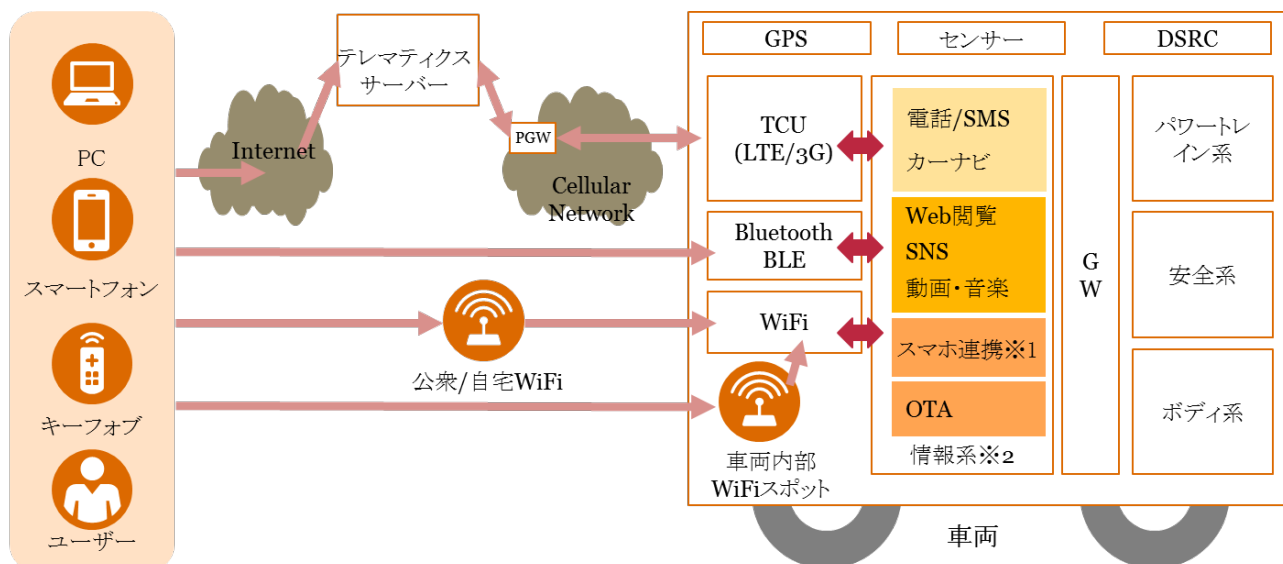 PC
スマートフォン
キーフォブ
ユーザー
Internet
テレマティクス
サーバー
PGW
Cellular
Network
公衆/自宅WiFi
GPS
センサー
DSRC
TCU
(LTE/3G)
Bluetooth
BLE
WiFi
車両内部
WiFiスポット
電話/SMS
カーナビ
Web閲覧
SNS
動画・音楽
スマホ連携※1
OTA
情報系※2
G
W
パワートレ
イン系
安全系
ボディ系
車両